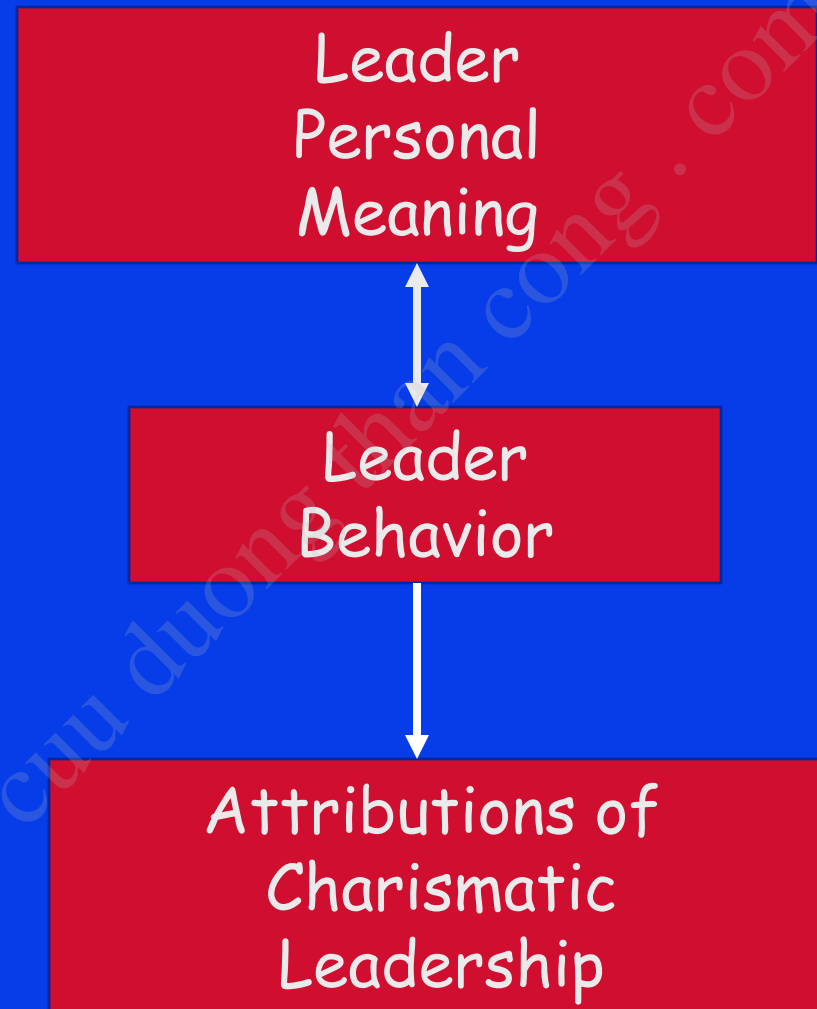 Leader
Personal
Meaning
Leader
Behavior
Attributions of
Charismatic
Leadership
cuu duong than cong . com